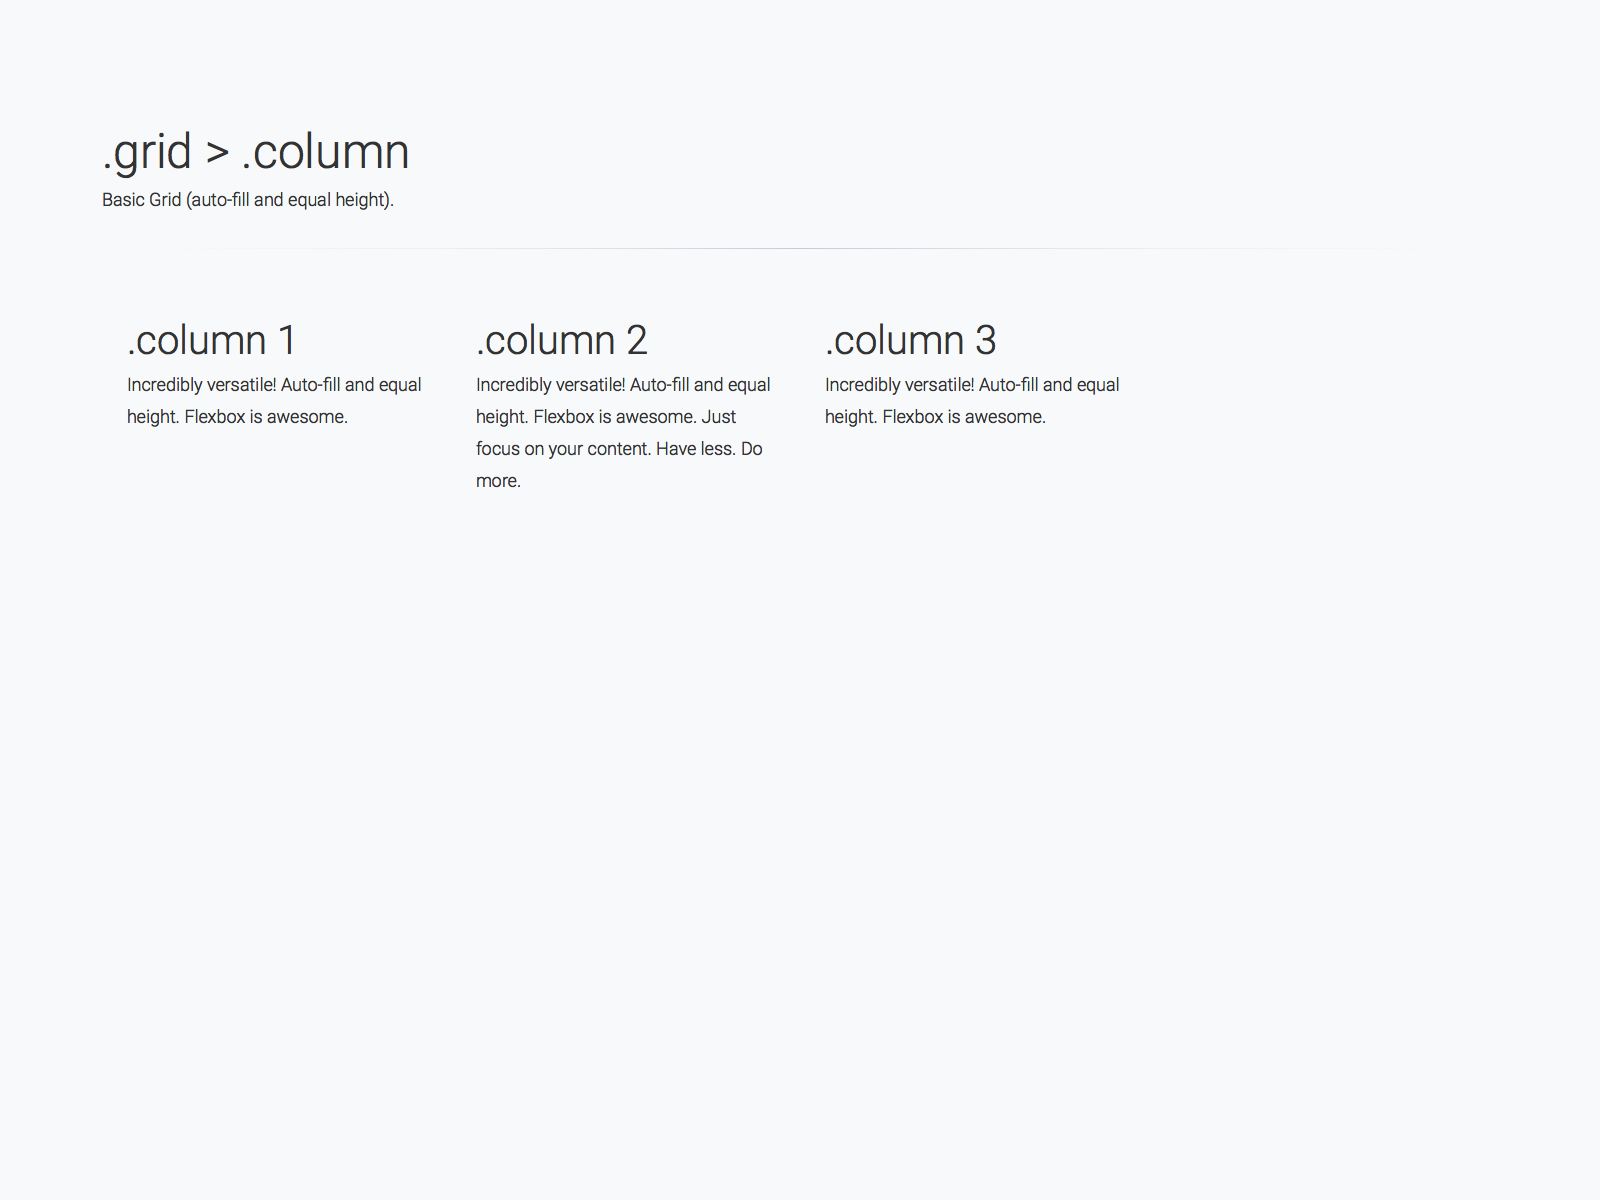 .grid > .column
Basic Grid (auto-fill and equal height).
.column 1
Incredibly versatile! Auto-fill and equal
height. Flexbox is awesome.
.column 2
Incredibly versatile! Auto-fill and equal
height. Flexbox is awesome. Just
focus on your content. Have less. Do
more.
.column 3
Incredibly versatile! Auto-fill and equal
height. Flexbox is awesome.